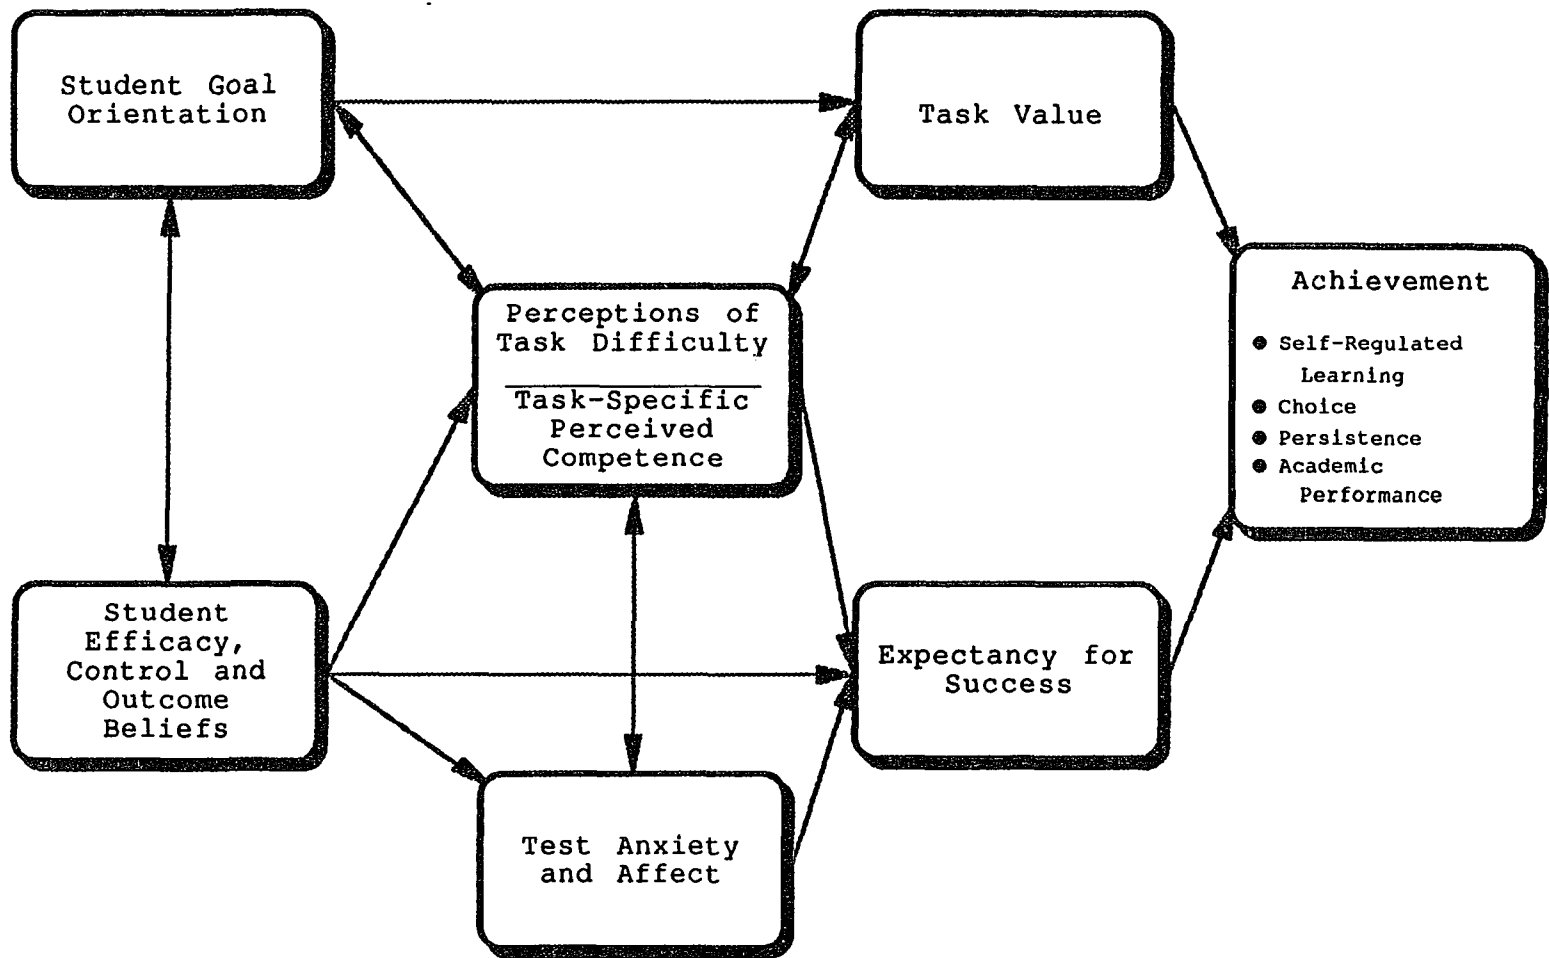 Student Goal
Orientation
Task Value
Perceptions of
Task Difficulty
Task-Specific
Perceived
Competence
Achievement
● Self-Regulated
Learning
● Choice
● Persistence
● Academic
Performance
Student
Efficacy,
Control and
Outcome
Beliefs
Expectancy for
Success
Test Anxiety
and Affect